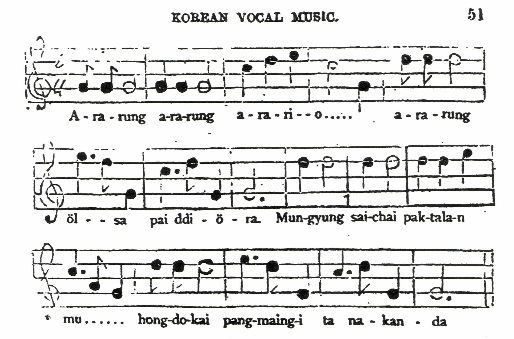 KOREAN VOCAL MUSIC.
51
A - ra - rung a-ra-rung a - ra - ri - - o..... a - ra - rung
öl - - sa pai ddi - ö - ra. Mun-gyung sai-chai pak-tala-n
mu...... hong-do-kai pang-maing-i ta na - kan - da